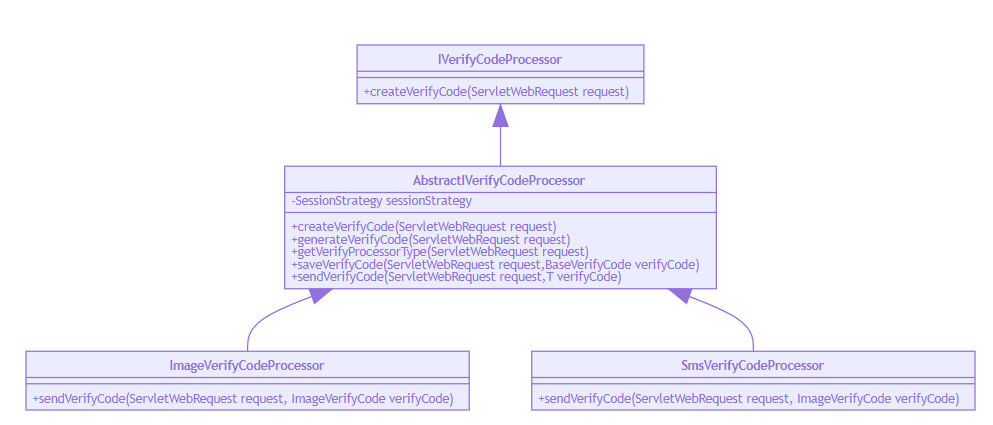 IVerifyCodeProcessor
+createVerifyCode(ServletWebRequest request)
AbstractIVerifyCodeProcessor
-SessionStrategy sessionStrategy
+createVerifyCode(ServletWebRequest request)
+generateVerifyCode(ServletWebRequest request)
+getVerifyProcessorType(ServletWebRequest request)
+saveVerifyCode(ServletWebRequest request,BaseVerifyCode verifyCode)
+sendVerifyCode(ServletWebRequest request,T verifyCode)
ImageVerifyCodeProcessor
+sendVerifyCode(ServletWebRequest request, ImageVerifyCode verifyCode)
SmsVerifyCodeProcessor
+sendVerifyCode(ServletWebRequest request, ImageVerifyCode verifyCode)